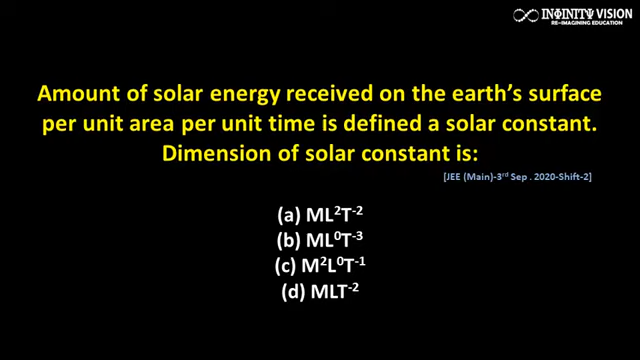 INFINITY VISION
RE-IMAGINING EDUCATION
Amount of solar energy received on the earth's surface
per unit area per unit time is defined a solar constant.
Dimension of solar constant is:
[JEE (Main)-3rd Sep . 2020-Shift-2]
(a) ML²T⁻²
(b) ML⁰T⁻³
(c) M²L⁰T⁻¹
(d) MLT⁻²